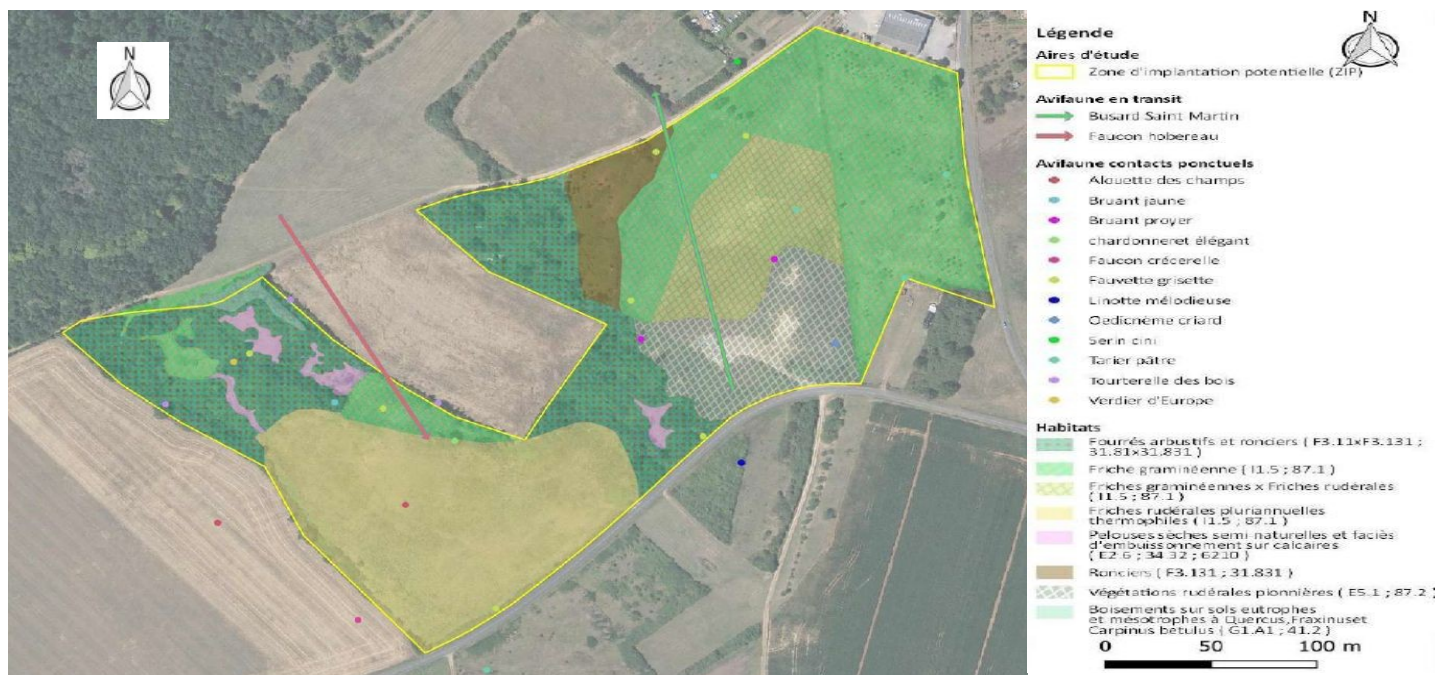 N
N
Légende
Aires d'étude
Zone d'implantation potentielle (ZIP)
Avifaune en transit
Busard Saint Martin
Faucon hobereau
Avifaune contacts ponctuels
Alouette des champs
Bruant jaune
Bruant proyer
chardonneret élégant
Faucon crécerelle
Fauvette grisette
Linotte mélodieuse
Oedicnème criard
Serin cini
Tarier pâtre
Tourterelle des bois
Verdier d'Europe
Habitats
Fourrés arbustifs et ronciers ( F3.11xF3.131 ;
31.81x31.831 )
Friche graminéenne ( I1.5 ; 87.1 )
Friches graminéennes x Friches rudérales
( I1.5 ; 87.1 )
Friches rudérales pluriannuelles
thermophiles ( I1.5 ; 87.1 )
Pelouses sèches semi-naturelles et faciès
d'embuissonnement sur calcaires
( E2.6 ; 34.32 ; 6210 )
Ronciers ( F3.131 ; 31.831 )
Végétations rudérales pionnières ( E5.1 ; 87.2 )
Boisements sur sols eutrophes
et mésotrophes à Quercus,Fraxinuset
Carpinus betulus ( G1.A1 ; 41.2 )
0 50 100 m